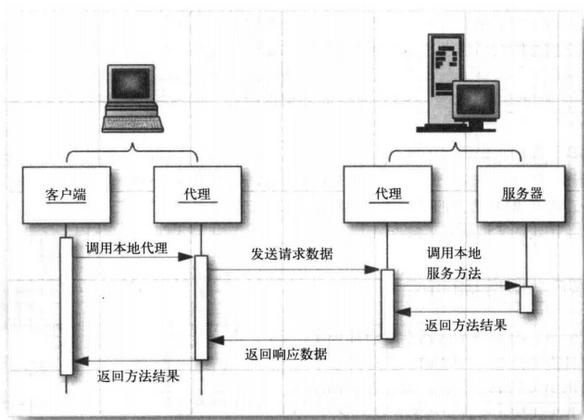 客户端
代理
代理
服务器
调用本地代理
发送请求数据
调用本地
服务方法
返回方法结果
返回响应数据
返回方法结果